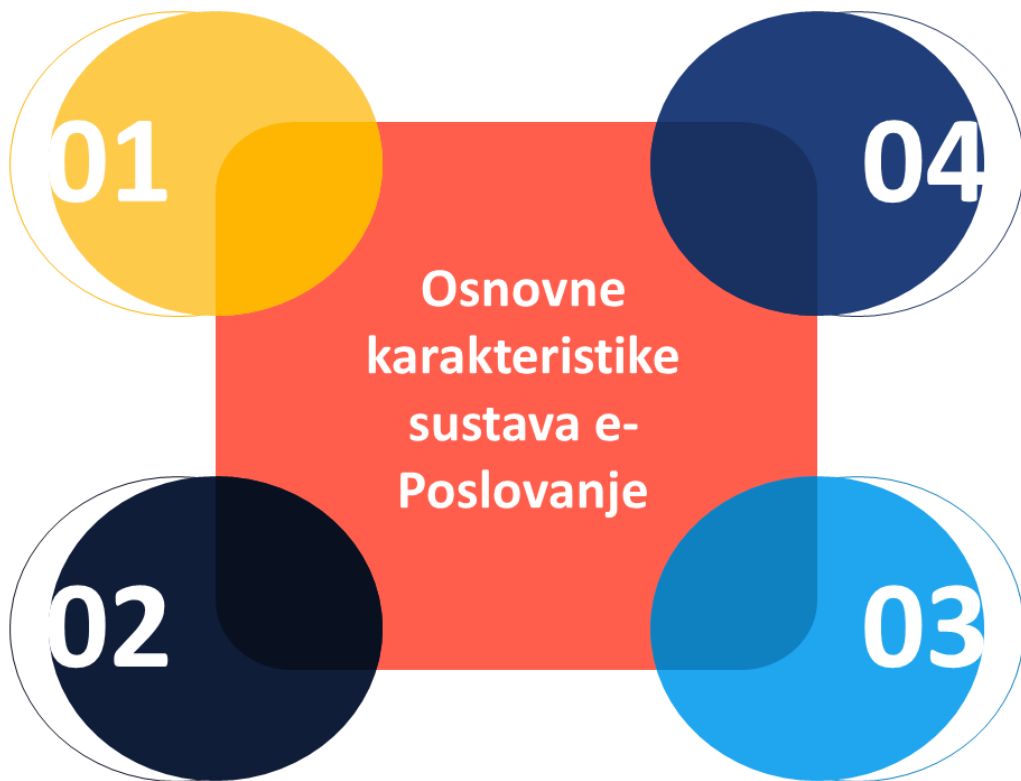 01
04
Osnovne
karakteristike
sustava e-
Poslovanje
02
03